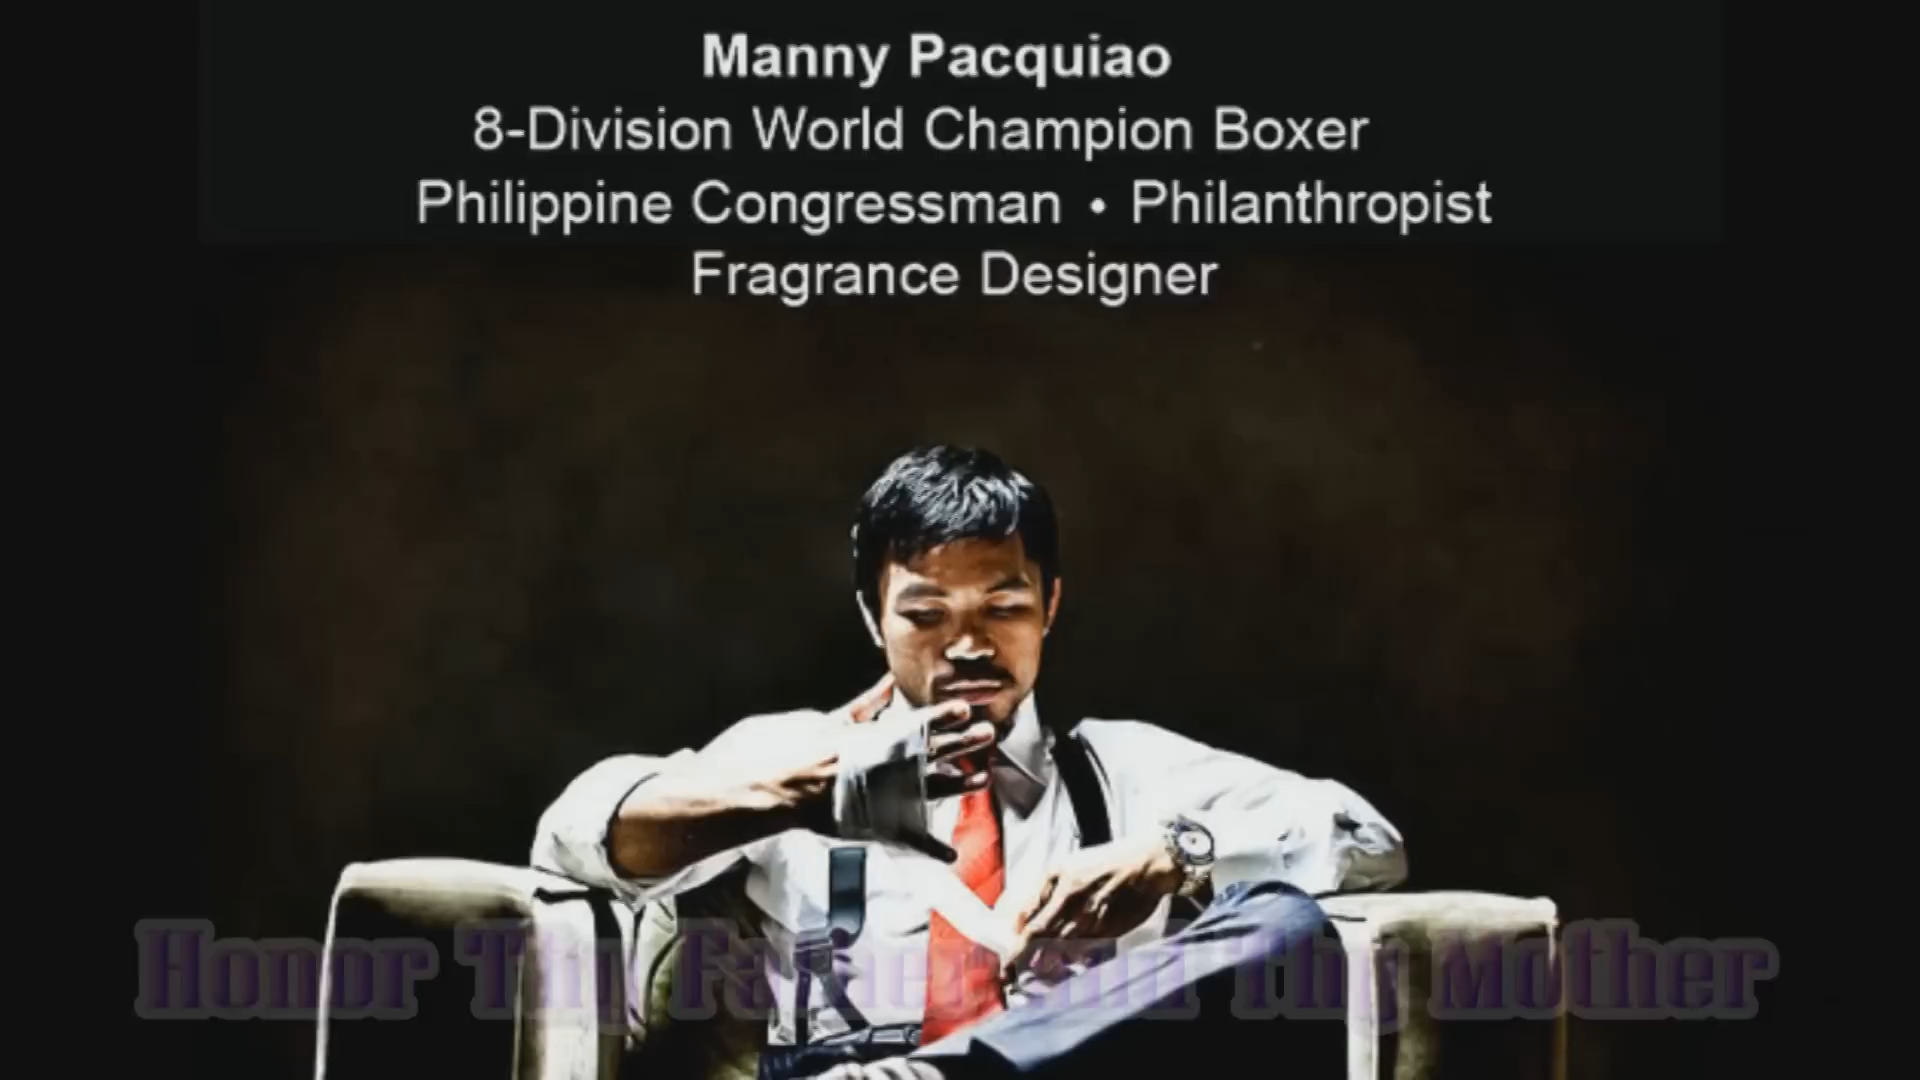 Manny Pacquiao
8-Division World Champion Boxer
Philippine Congressman • Philanthropist
Fragrance Designer
Honor Thy Father and Thy Mother